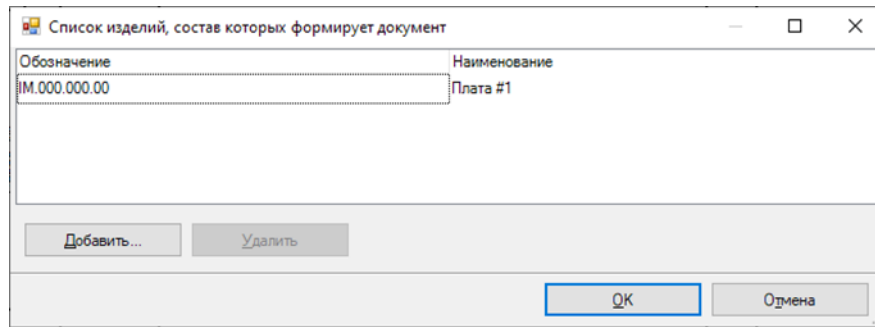 Список изделий, состав которых формирует документ
Обозначение Наименование
IM.000.000.00 Плата #1
Добавить... Удалить
OK Отмена